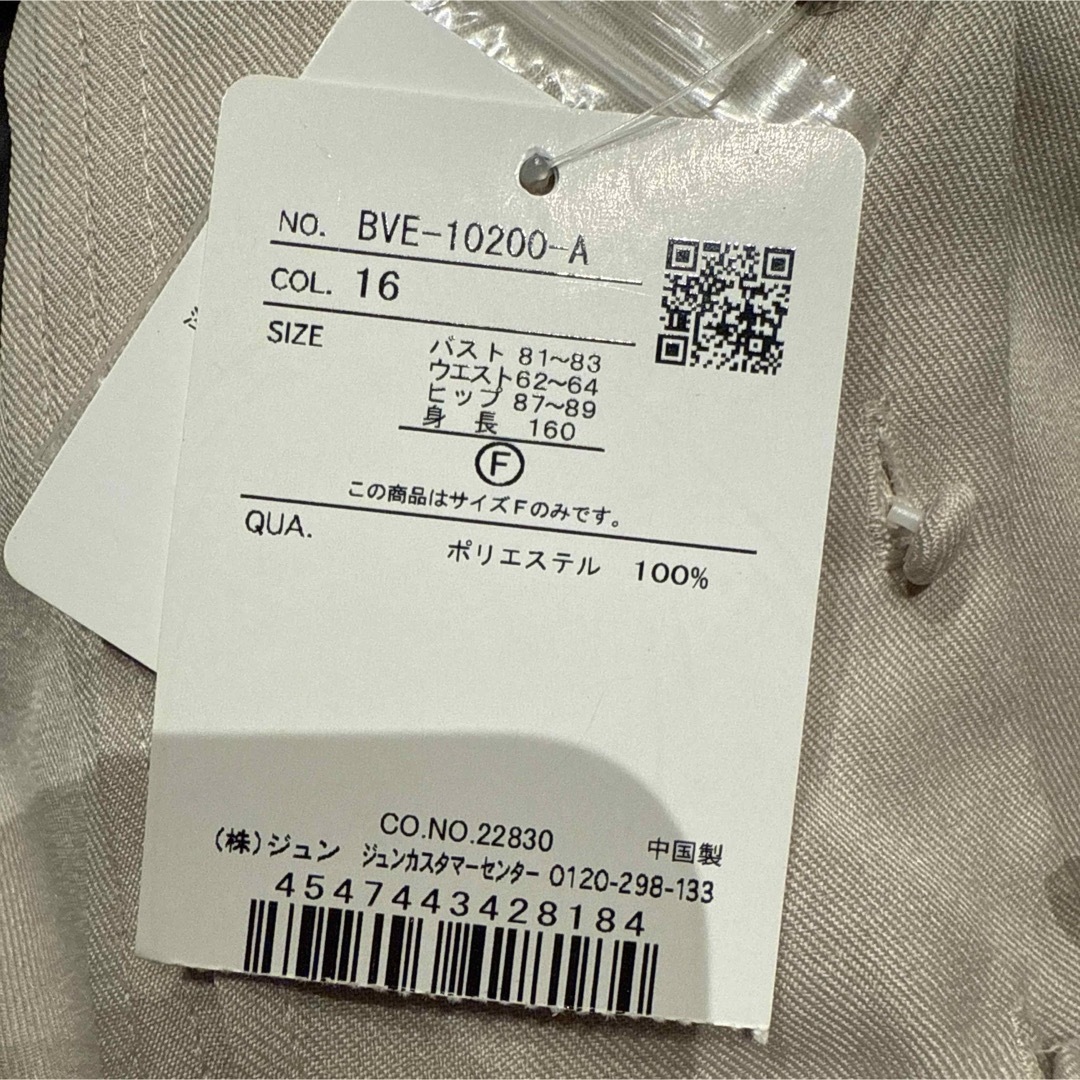 NO. BVE-10200-A
COL. 16
SIZE
バスト 81~83
ウエスト 62~64
ヒップ 87~89
身長 160
F
この商品はサイズFのみです。
QUA.
ポリエステル 100%
CO.NO.22830
中国製
(株)ジュン ジュンカスタマーセンター 0120-298-133
4547443428184